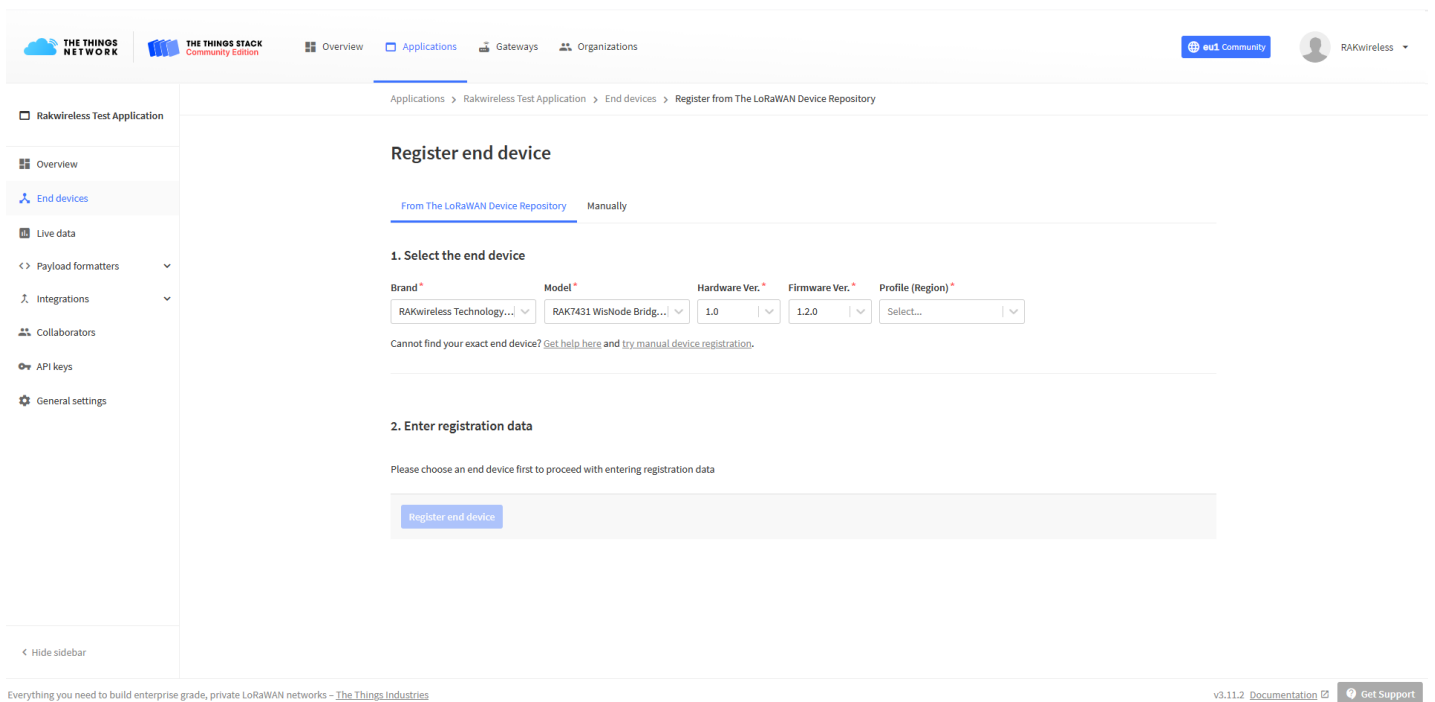 THE THINGS
NETWORK
THE THINGS STACK
Community Edition
Overview
Applications
Gateways
Organizations
eu1 Community
RAKwireless
Rakwireless Test Application
Overview
End devices
Live data
Payload formatters
Integrations
Collaborators
API keys
General settings
Hide sidebar
Applications > Rakwireless Test Application > End devices > Register from The LoRaWAN Device Repository
Register end device
From The LoRaWAN Device Repository Manually
1. Select the end device
Brand* Model* Hardware Ver.* Firmware Ver.* Profile (Region)*
RAKwireless Technology... RAK7431 WisNode Bridg... 1.0 1.2.0 Select...
Cannot find your exact end device? Get help here and try manual device registration.
2. Enter registration data
Please choose an end device first to proceed with entering registration data
Register end device
Everything you need to build enterprise grade, private LoRaWAN networks – The Things Industries
v3.11.2 Documentation Get Support